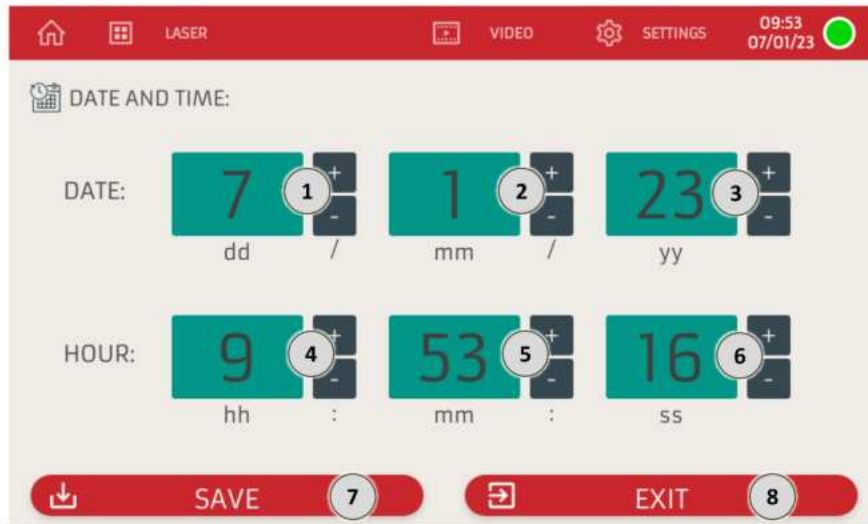 LASER VIDEO SETTINGS 09:53
07/01/23
DATE AND TIME:
DATE: 7 1 + 1 2 + 23 3 +
- - -
dd / mm / yy
HOUR: 9 4 + 53 5 + 16 6 +
- - -
hh : mm : ss
SAVE 7 EXIT 8